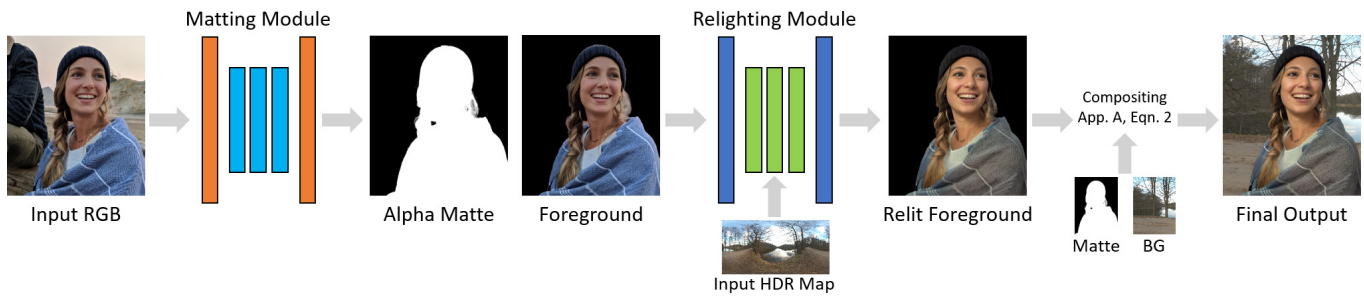 Matting Module
Relighting Module
Input RGB
Alpha Matte
Foreground
Input HDR Map
Relit Foreground
Compositing
App. A, Eqn. 2
Matte
BG
Final Output